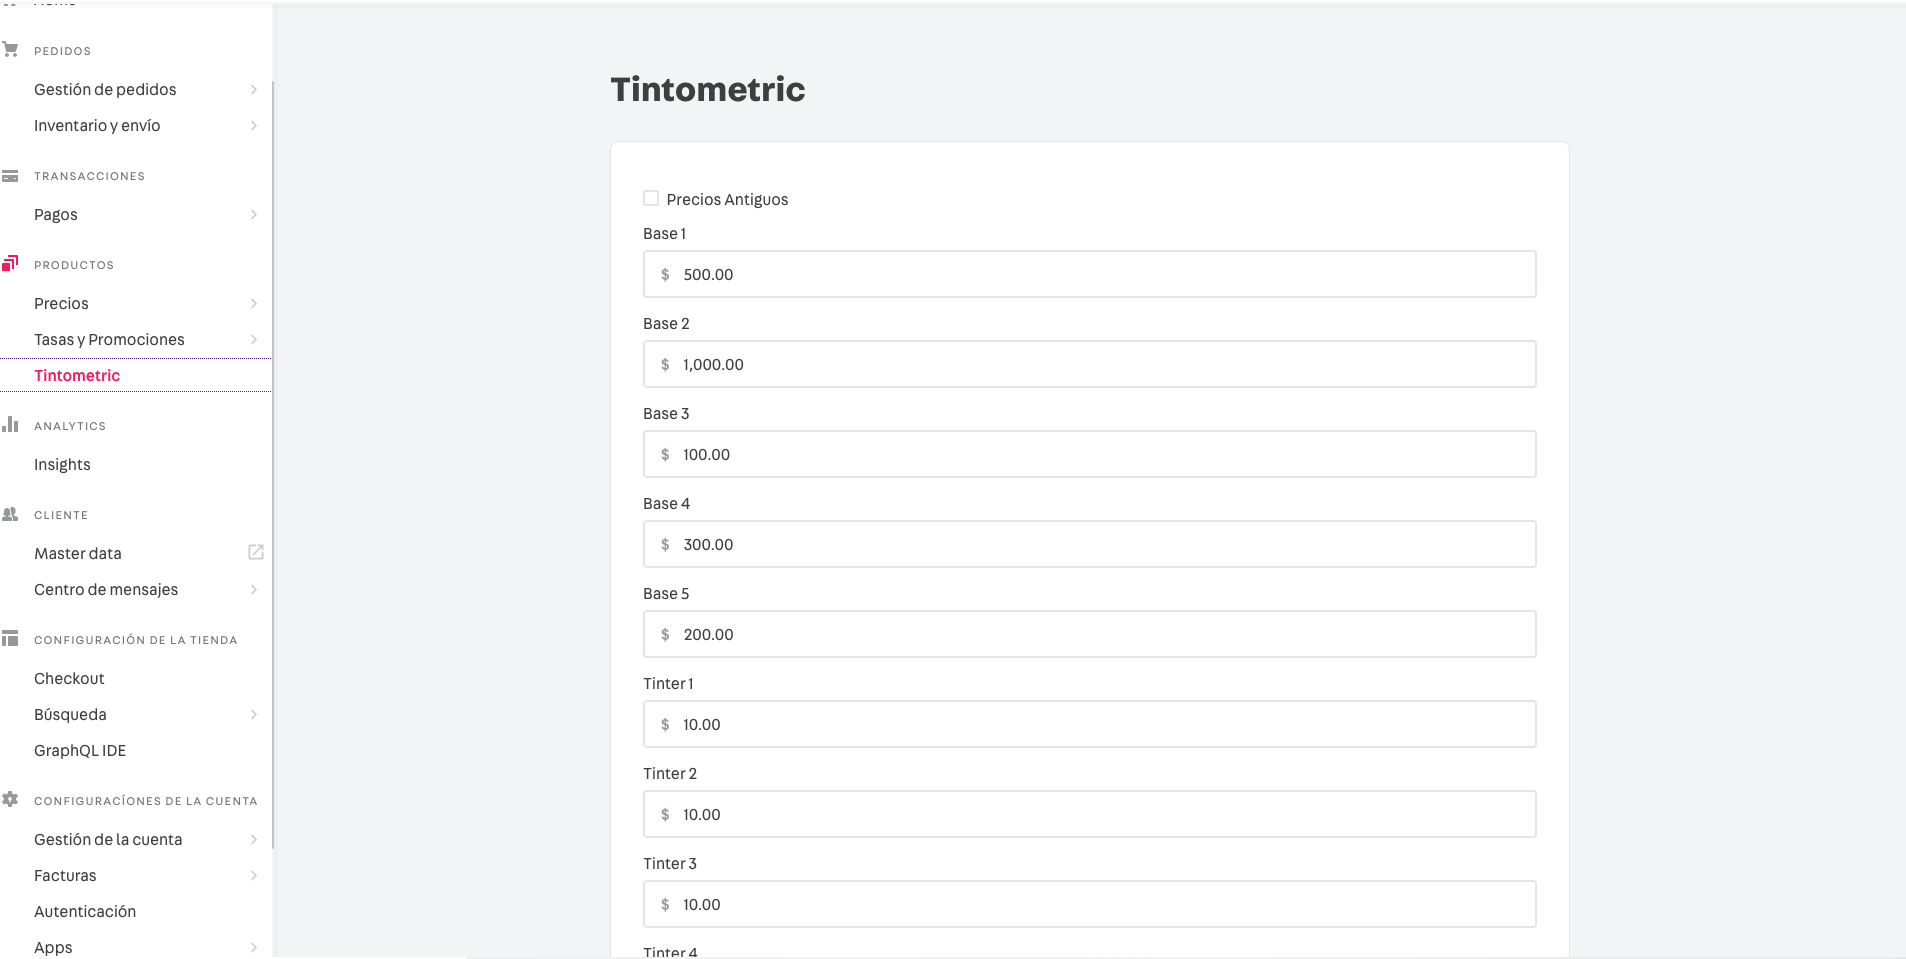 PEDIDOS
Gestión de pedidos
Inventario y envío
TRANSACCIONES
Pagos
PRODUCTOS
Precios
Tasas y Promociones
Tintometric
ANALYTICS
Insights
CLIENTE
Master data
Centro de mensajes
CONFIGURACIÓN DE LA TIENDA
Checkout
Búsqueda
GraphQL IDE
CONFIGURACÍONES DE LA CUENTA
Gestión de la cuenta
Facturas
Autenticación
Apps
Tintometric
Precios Antiguos
Base 1
$ 500.00
Base 2
$ 1,000.00
Base 3
$ 100.00
Base 4
$ 300.00
Base 5
$ 200.00
Tinter 1
$ 10.00
Tinter 2
$ 10.00
Tinter 3
$ 10.00
Tinter 4